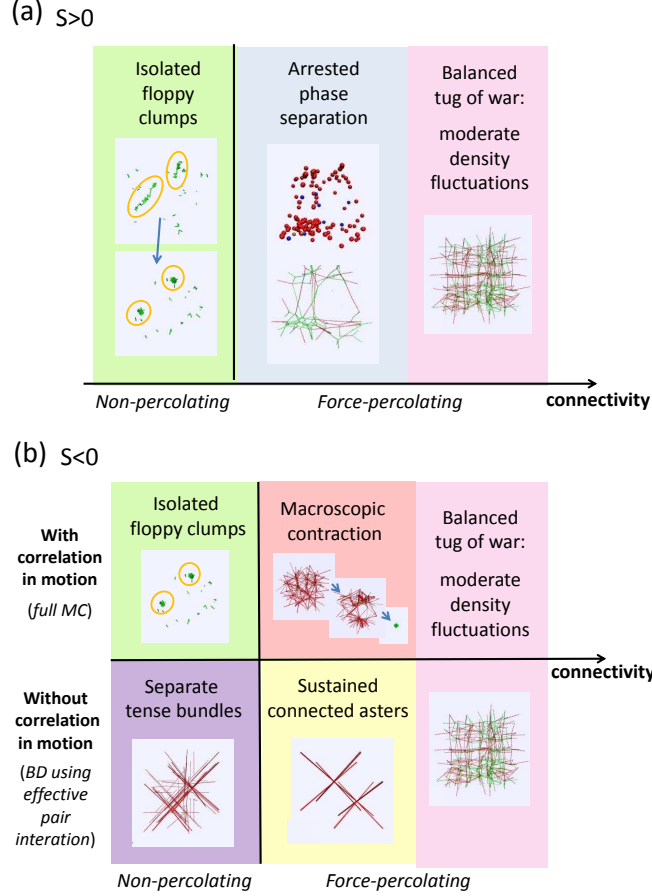 (a) S>0
Isolated
floppy
clumps
Arrested
phase
separation
Balanced
tug of war:
moderate
density
fluctuations
Non-percolating
Force-percolating
connectivity
(b) S<0
With
correlation
in motion
(full MC)
Isolated
floppy clumps
Macroscopic
contraction
Balanced
tug of war:
moderate
density
fluctuations
connectivity
Without
correlation
in motion
(BD using
effective
pair
interation)
Separate
tense bundles
Sustained
connected asters
Non-percolating
Force-percolating